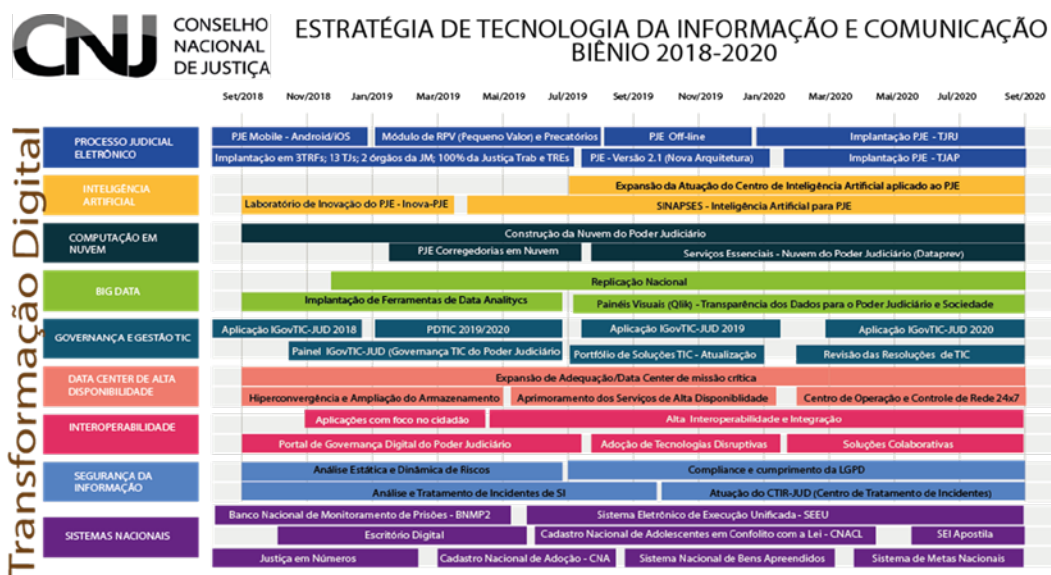 CNJ CONSELHO
NACIONAL
DE JUSTIÇA
ESTRATÉGIA DE TECNOLOGIA DA INFORMAÇÃO E COMUNICAÇÃO
BIÊNIO 2018-2020
Set/2018 Nov/2018 Jan/2019 Mar/2019 Mai/2019 Jul/2019 Set/2019 Nov/2019 Jan/2020 Mar/2020 Mai/2020 Jul/2020 Set/2020
Transformação Digital
PROCESSO JUDICIAL
ELETRÔNICO
PJE Mobile - Android/iOS Módulo de RPV (Pequeno Valor) e Precatórios PJE Off-line Implantação PJE - TJRJ
Implantação em 3TRFs; 13 TJs; 2 órgãos da JM; 100% da Justiça Trab e TREs PJE - Versão 2.1 (Nova Arquitetura) Implantação PJE - TJAP
INTELIGÊNCIA
ARTIFICIAL
Expansão da Atuação do Centro de Inteligência Artificial aplicado ao PJE
Laboratório de Inovação do PJE - Inova-PJE SINAPSES - Inteligência Artificial para PJE
COMPUTAÇÃO EM
NUVEM
Construção da Nuvem do Poder Judiciário
PJE Corregedorias em Nuvem Serviços Essenciais - Nuvem do Poder Judiciário (Dataprev)
BIG DATA
Replicação Nacional
Implantação de Ferramentas de Data Analitycs Painéis Visuais (Qlik) - Transparência dos Dados para o Poder Judiciário e Sociedade
GOVERNANÇA E GESTÃO TIC
Aplicação IGovTIC-JUD 2018 PDTIC 2019/2020 Aplicação IGovTIC-JUD 2019 Aplicação IGovTIC-JUD 2020
Painel IGovTIC-JUD (Governança TIC do Poder Judiciário Portfólio de Soluções TIC - Atualização Revisão das Resoluções de TIC
DATA CENTER DE ALTA
DISPONIBILIDADE
Expansão de Adequação/Data Center de missão crítica
Hiperconvergência e Ampliação do Armazenamento Aprimoramento dos Serviços de Alta Disponiblidade Centro de Operação e Controle de Rede 24x7
INTEROPERABILIDADE
Aplicações com foco no cidadão Alta Interoperabilidade e Integração
Portal de Governança Digital do Poder Judiciário Adoção de Tecnologias Disruptivas Soluções Colaborativas
SEGURANÇA DA
INFORMAÇÃO
Análise Estática e Dinâmica de Riscos Compliance e cumprimento da LGPD
Análise e Tratamento de Incidentes de SI Atuação do CTIR-JUD (Centro de Tratamento de Incidentes)
SISTEMAS NACIONAIS
Banco Nacional de Monitoramento de Prisões - BNMP2 Sistema Eletrônico de Execução Unificada - SEEU
Escritório Digital Cadastro Nacional de Adolescentes em Confolito com a Lei - CNACL SEI Apostila
Justiça em Números Cadastro Nacional de Adoção - CNA Sistema Nacional de Bens Apreendidos Sistema de Metas Nacionais